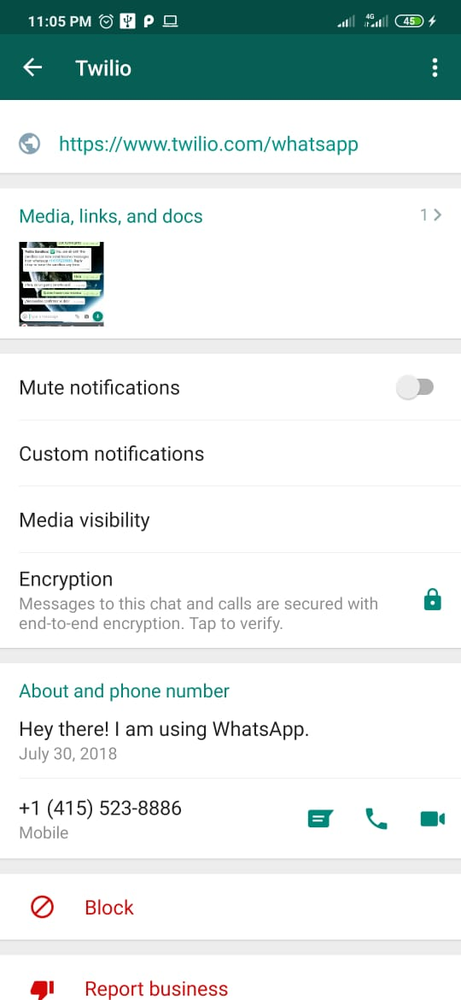 11:05 PM
4G
45
Twilio
https://www.twilio.com/whatsapp
Media, links, and docs
1
Mute notifications
Custom notifications
Media visibility
Encryption
Messages to this chat and calls are secured with
end-to-end encryption. Tap to verify.
About and phone number
Hey there! I am using WhatsApp.
July 30, 2018
+1 (415) 523-8886
Mobile
Block
Report business